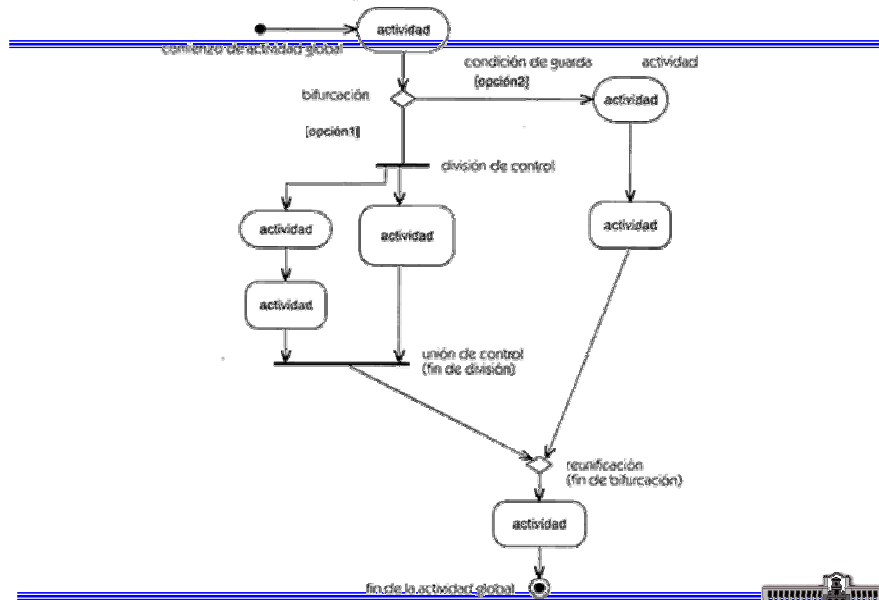 actividad
comienzo de actividad global
condición de guarda
actividad
[opción2]
bifurcación
actividad
[opción1]
división de control
actividad
actividad
actividad
actividad
unión de control
(fin de división)
reunificación
(fin de bifurcación)
actividad
fin de la actividad global